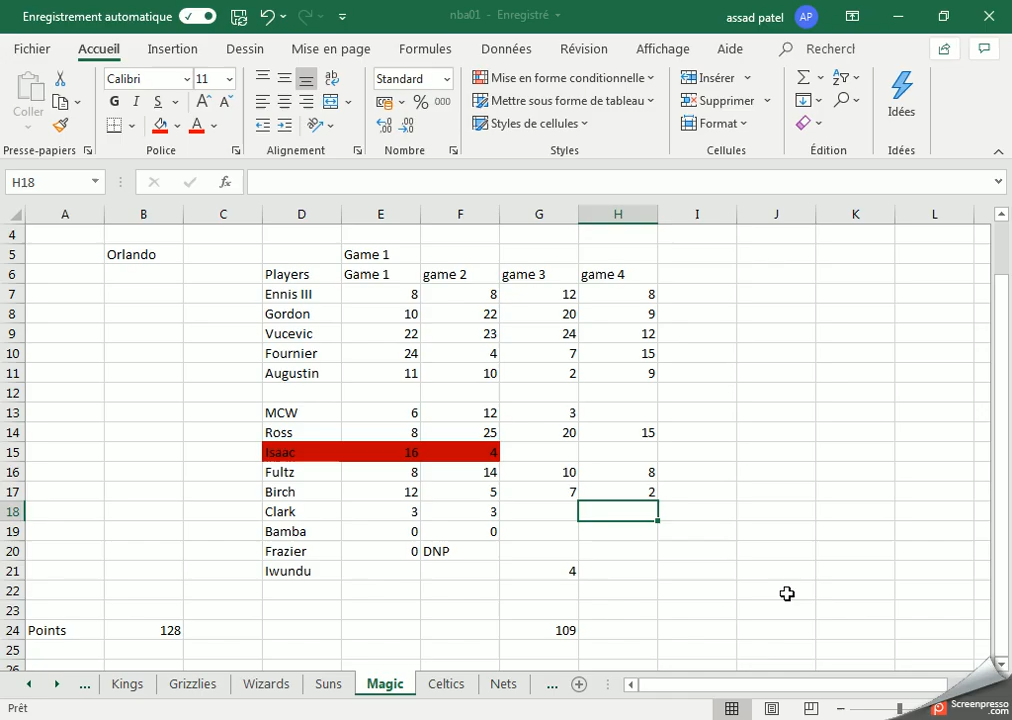 Enregistrement automatique nba01 - Enregistré assad patel AP
Fichier Accueil Insertion Dessin Mise en page Formules Données Révision Affichage Aide Recherch
Coller Calibri 11 Standard Mise en forme conditionnelle Insérer
G I S A A % 000 Mettre sous forme de tableau Supprimer Idées
Styles de cellules Format
Presse-papiers Police Alignement Nombre Styles Cellules Édition Idées
H18 fx
A B C D E F G H I J K L
4
5 Orlando Game 1
6 Players Game 1 game 2 game 3 game 4
7 Ennis III 8 8 12 8
8 Gordon 10 22 20 9
9 Vucevic 22 23 24 12
10 Fournier 24 4 7 15
11 Augustin 11 10 2 9
12
13 MCW 6 12 3
14 Ross 8 25 20 15
15 Isaac 16 4
16 Fultz 8 14 10 8
17 Birch 12 5 7 2
18 Clark 3 3
19 Bamba 0 0
20 Frazier 0 DNP
21 Iwundu 4
22
23
24 Points 128 109
25
26
... Kings Grizzlies Wizards Suns Magic Celtics Nets ...
Prêt
Screenpresso
.com